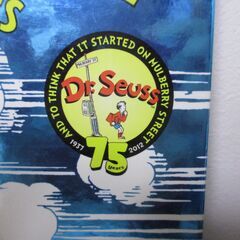 AND TO THINK THAT IT STARTED ON MULBERRY STREET
Dr. Seuss
75
YEARS
1937 2012